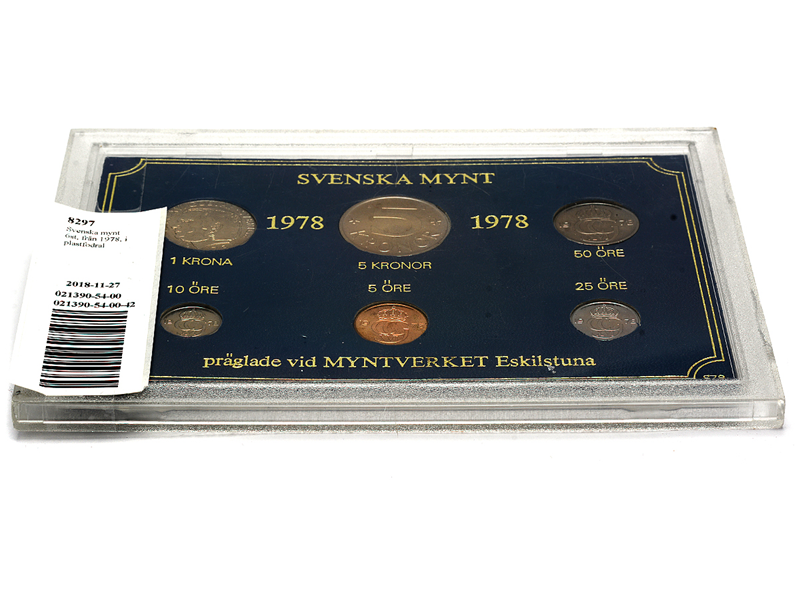 SVENSKA MYNT
1978
1978
1 KRONA
5 KRONOR
50 ÖRE
10 ÖRE
5 ÖRE
25 ÖRE
präglade vid MYNTVERKET Eskilstuna
KRONOR
8297
Svenska mynt
6st, från 1978, i
plastfodral
2018-11-27
021390-54-00
021390-54-00-42